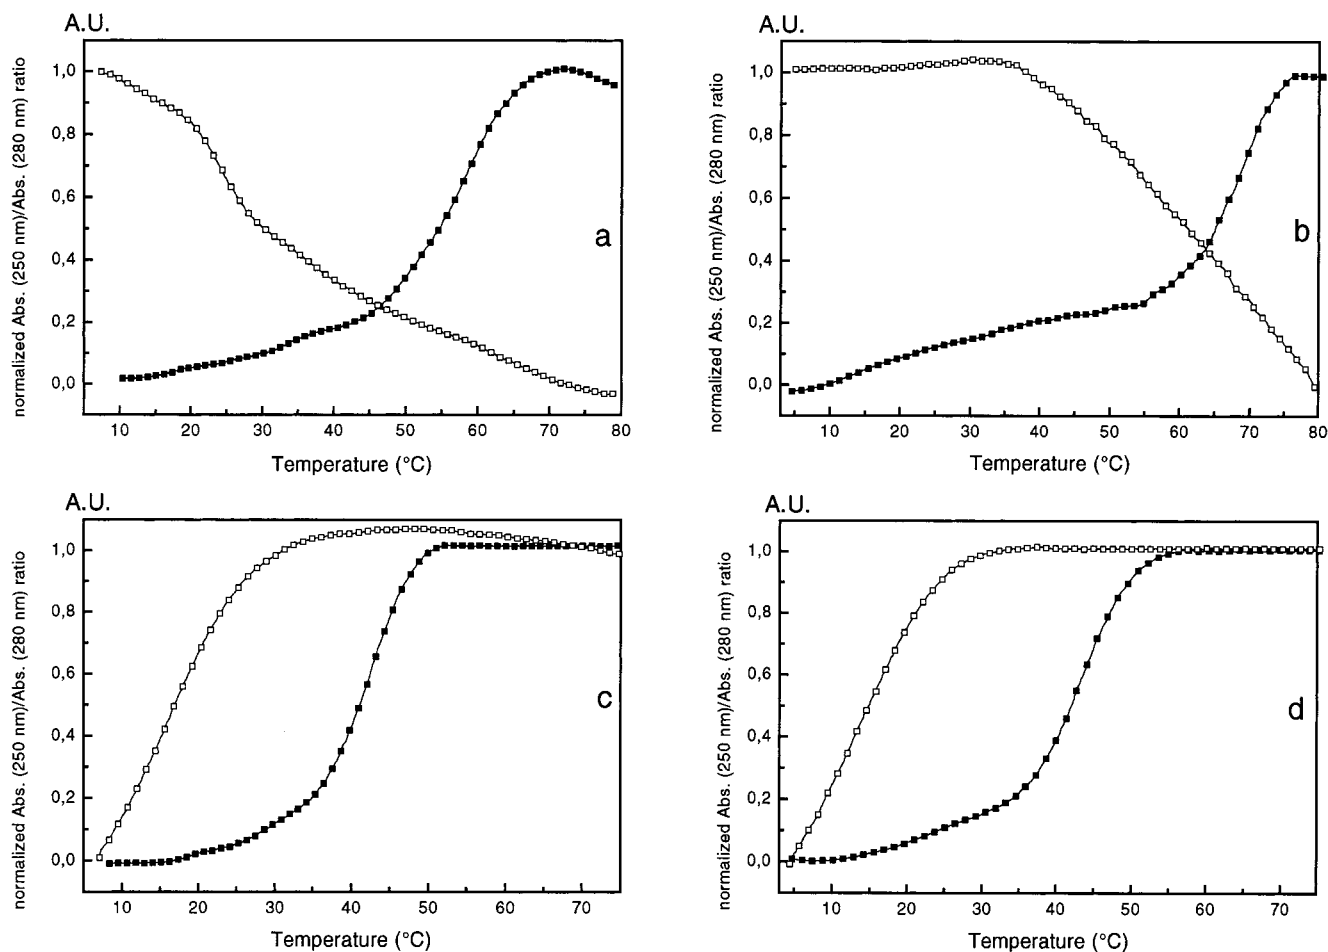 A.U.
normalized Abs. (250 nm)/Abs. (280 nm) ratio
1,0
0,8
0,6
0,4
0,2
0,0
a
10 20 30 40 50 60 70 80
Temperature (°C)
A.U.
normalized Abs. (250 nm)/Abs. (280 nm) ratio
1,0
0,8
0,6
0,4
0,2
0,0
b
10 20 30 40 50 60 70 80
Temperature (°C)
A.U.
normalized Abs. (250 nm)/Abs. (280 nm) ratio
1,0
0,8
0,6
0,4
0,2
0,0
c
10 20 30 40 50 60 70
Temperature (°C)
A.U.
normalized Abs. (250 nm)/Abs. (280 nm) ratio
1,0
0,8
0,6
0,4
0,2
0,0
d
10 20 30 40 50 60 70
Temperature (°C)